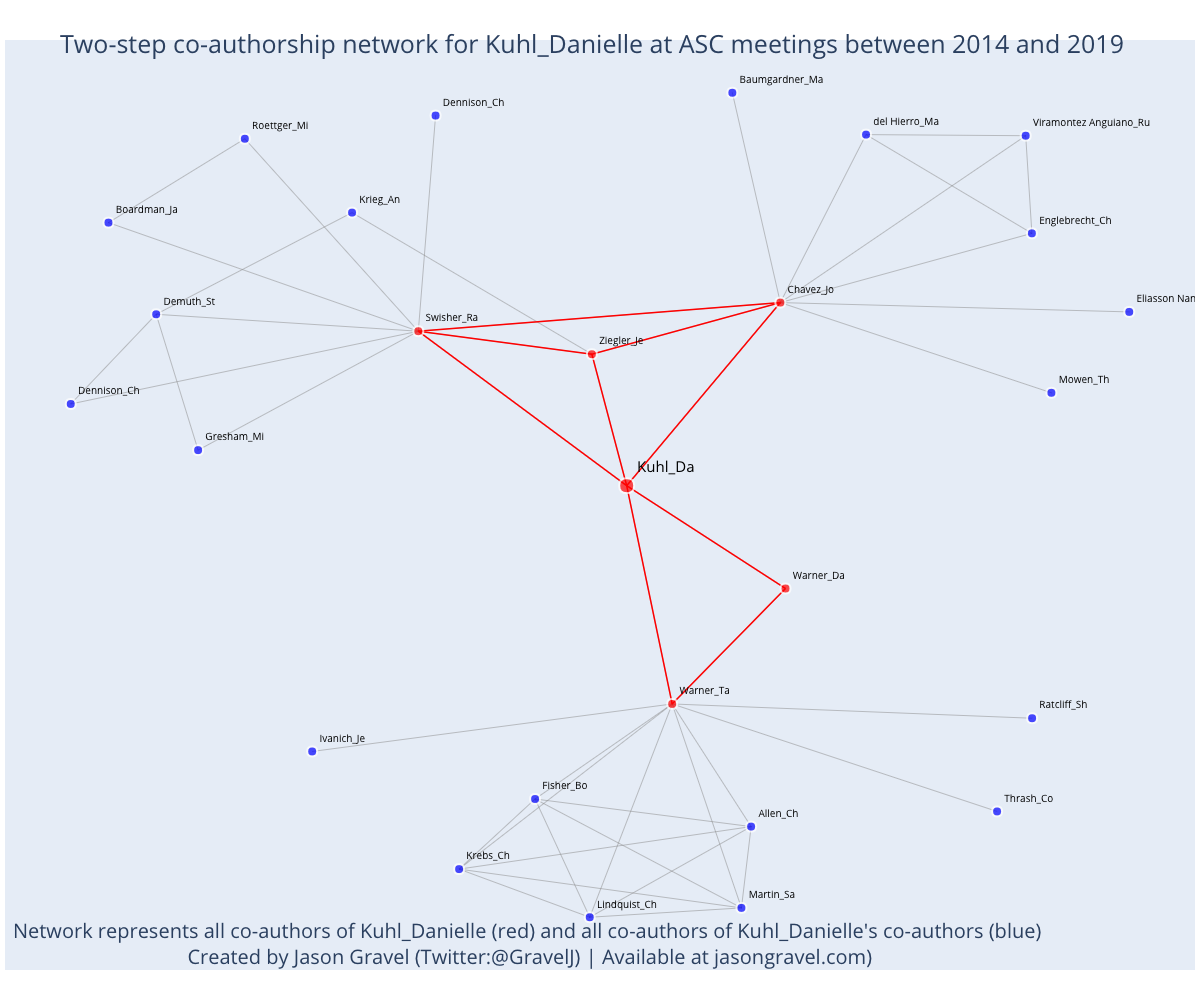 Two-step co-authorship network for Kuhl_Danielle at ASC meetings between 2014 and 2019
Baumgardner_Ma
Dennison_Ch
del Hierro_Ma
Viramontez Anguiano_Ru
Roettger_Mi
Krieg_An
Boardman_Ja
Englebrecht_Ch
Chavez_Jo
Eliasson Nan
Demuth_St
Swisher_Ra
Ziegler_Je
Mowen_Th
Dennison_Ch
Gresham_Mi
Kuhl_Da
Warner_Da
Warner_Ta
Ratcliff_Sh
Ivanich_Je
Fisher_Bo
Thrash_Co
Allen_Ch
Krebs_Ch
Martin_Sa
Lindquist_Ch
Network represents all co-authors of Kuhl_Danielle (red) and all co-authors of Kuhl_Danielle's co-authors (blue)
Created by Jason Gravel (Twitter:@GravelJ) | Available at jasongravel.com)